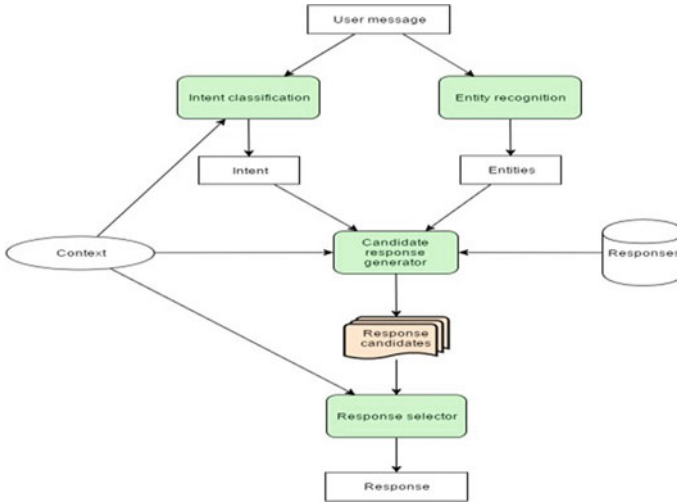 User message
Intent classification
Entity recognition
Intent
Entities
Context
Candidate
response
generator
Responses
Response
candidates
Response selector
Response